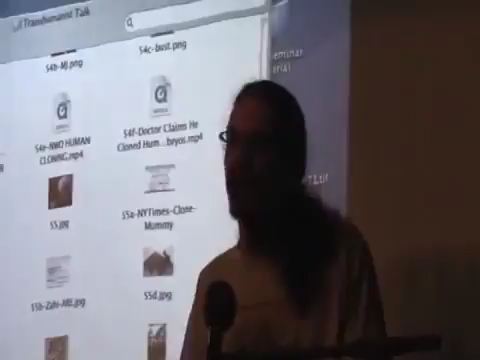 Transhumanist Talk
54b-MJ.png
54c-bust.png
54e-NWO HUMAN
CLONING.mp4
54f-Doctor Claims He
Cloned Hum...bryos.mp4
55.jpg
55a-NYTimes-Clone-
Mummy
55b-Zahi-ABE.jpg
55d.jpg